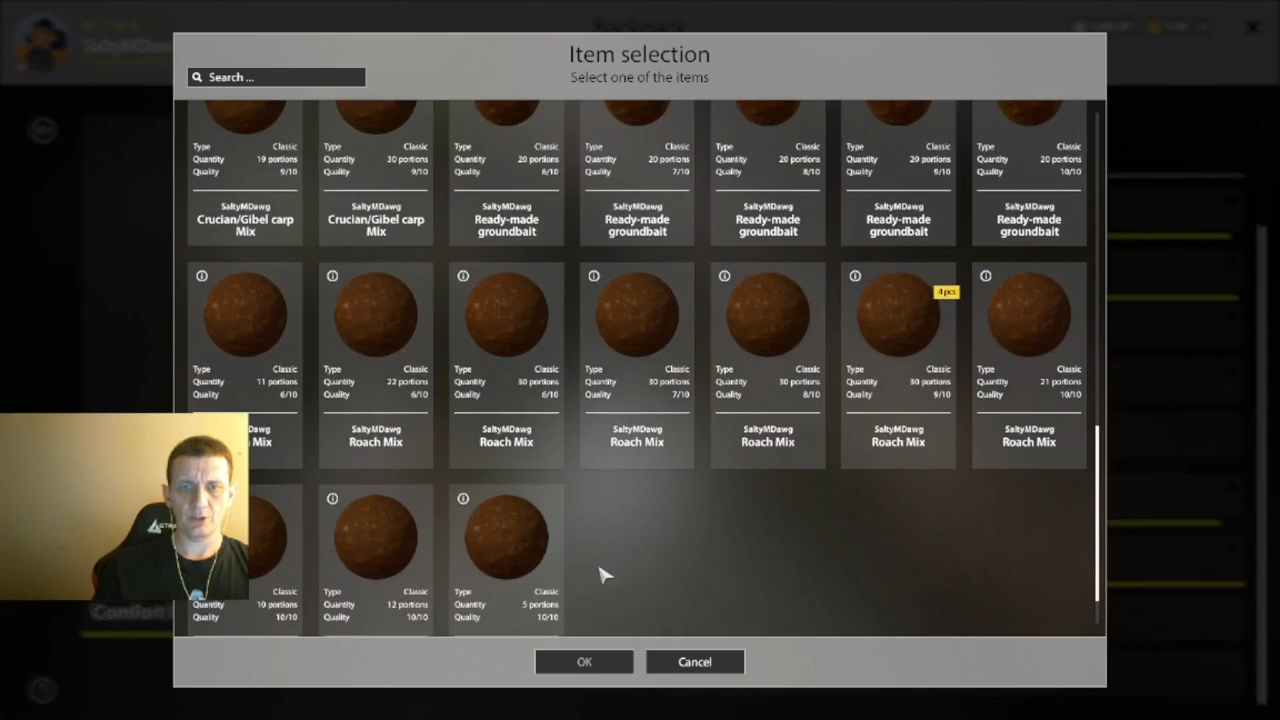 Item selection
Search ...
Select one of the items
Type Classic Type Classic Type Classic Type Classic Type Classic Type Classic Type Classic
Quantity 19 portions Quantity 30 portions Quantity 20 portions Quantity 20 portions Quantity 20 portions Quantity 20 portions Quantity 20 portions
Quality 9/10 Quality 9/10 Quality 6/10 Quality 7/10 Quality 8/10 Quality 9/10 Quality 10/10
SaltyMDawg SaltyMDawg SaltyMDawg SaltyMDawg SaltyMDawg SaltyMDawg SaltyMDawg
Crucian/Gibel carp Crucian/Gibel carp Ready-made Ready-made Ready-made Ready-made Ready-made
Mix Mix groundbait groundbait groundbait groundbait groundbait
4 pcs
Type Classic Type Classic Type Classic Type Classic Type Classic Type Classic Type Classic
Quantity 11 portions Quantity 22 portions Quantity 30 portions Quantity 30 portions Quantity 30 portions Quantity 30 portions Quantity 21 portions
Quality 6/10 Quality 6/10 Quality 6/10 Quality 7/10 Quality 8/10 Quality 9/10 Quality 10/10
Dawg SaltyMDawg SaltyMDawg SaltyMDawg SaltyMDawg SaltyMDawg SaltyMDawg
Mix Roach Mix Roach Mix Roach Mix Roach Mix Roach Mix Roach Mix
Classic Type Classic Type Classic
Quantity 10 portions Quantity 12 portions Quantity 5 portions
Quality 10/10 Quality 10/10 Quality 10/10
Comfort
OK Cancel